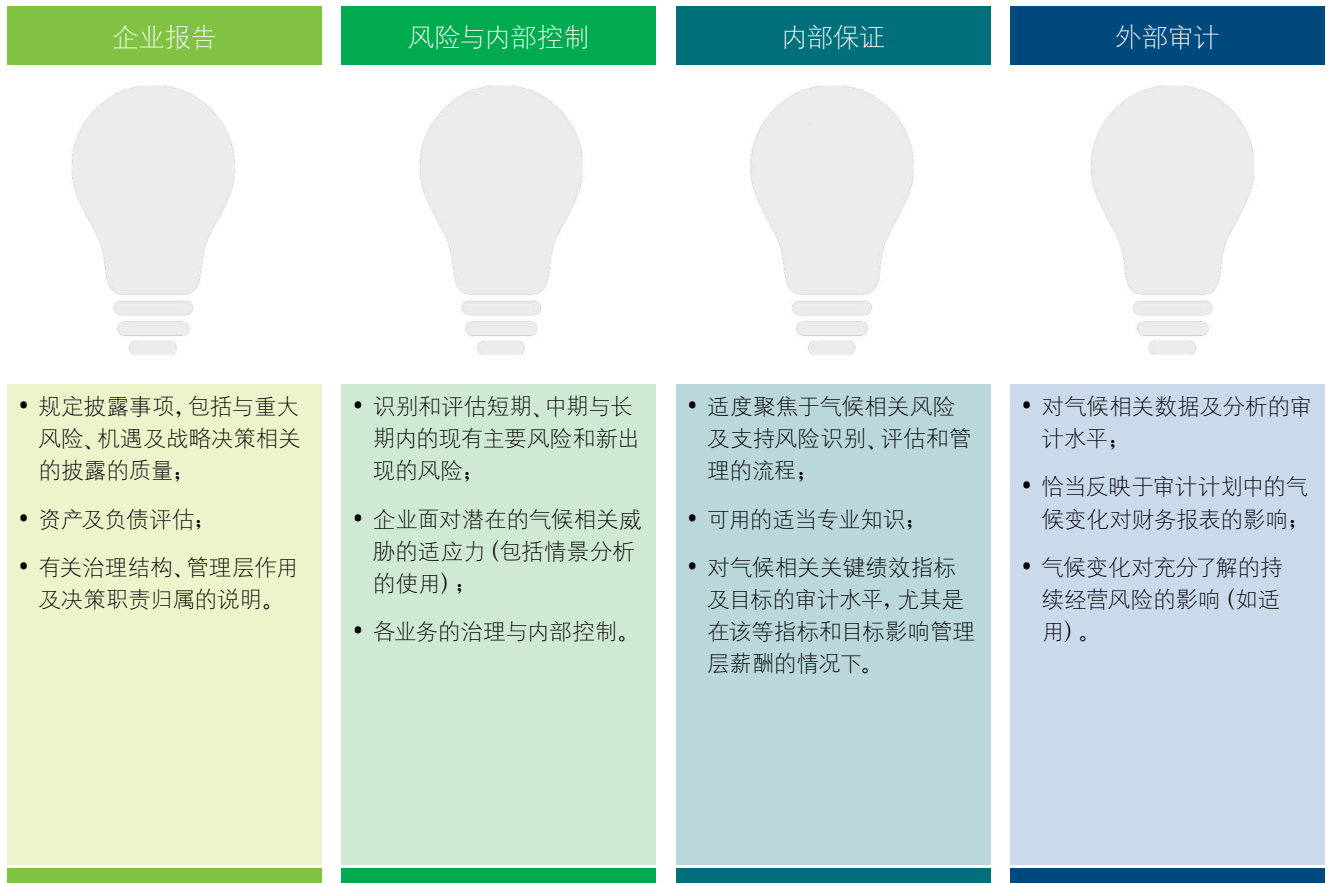 企业报告
• 规定披露事项，包括与重大
风险、机遇及战略决策相关
的披露的质量；
• 资产及负债评估；
• 有关治理结构、管理层作用
及决策职责归属的说明。
风险与内部控制
• 识别和评估短期、中期与长
期内的现有主要风险和新出
现的风险；
• 企业面对潜在的气候相关威
胁的适应力（包括情景分析
的使用）；
• 各业务的治理与内部控制。
内部保证
• 适度聚焦于气候相关风险
及支持风险识别、评估和管
理的流程；
• 可用的适当专业知识；
• 对气候相关关键绩效指标
及目标的审计水平，尤其是
在该等指标和目标影响管理
层薪酬的情况下。
外部审计
• 对气候相关数据及分析的审
计水平；
• 恰当反映于审计计划中的气
候变化对财务报表的影响；
• 气候变化对充分了解的持
续经营风险的影响（如适
用）。